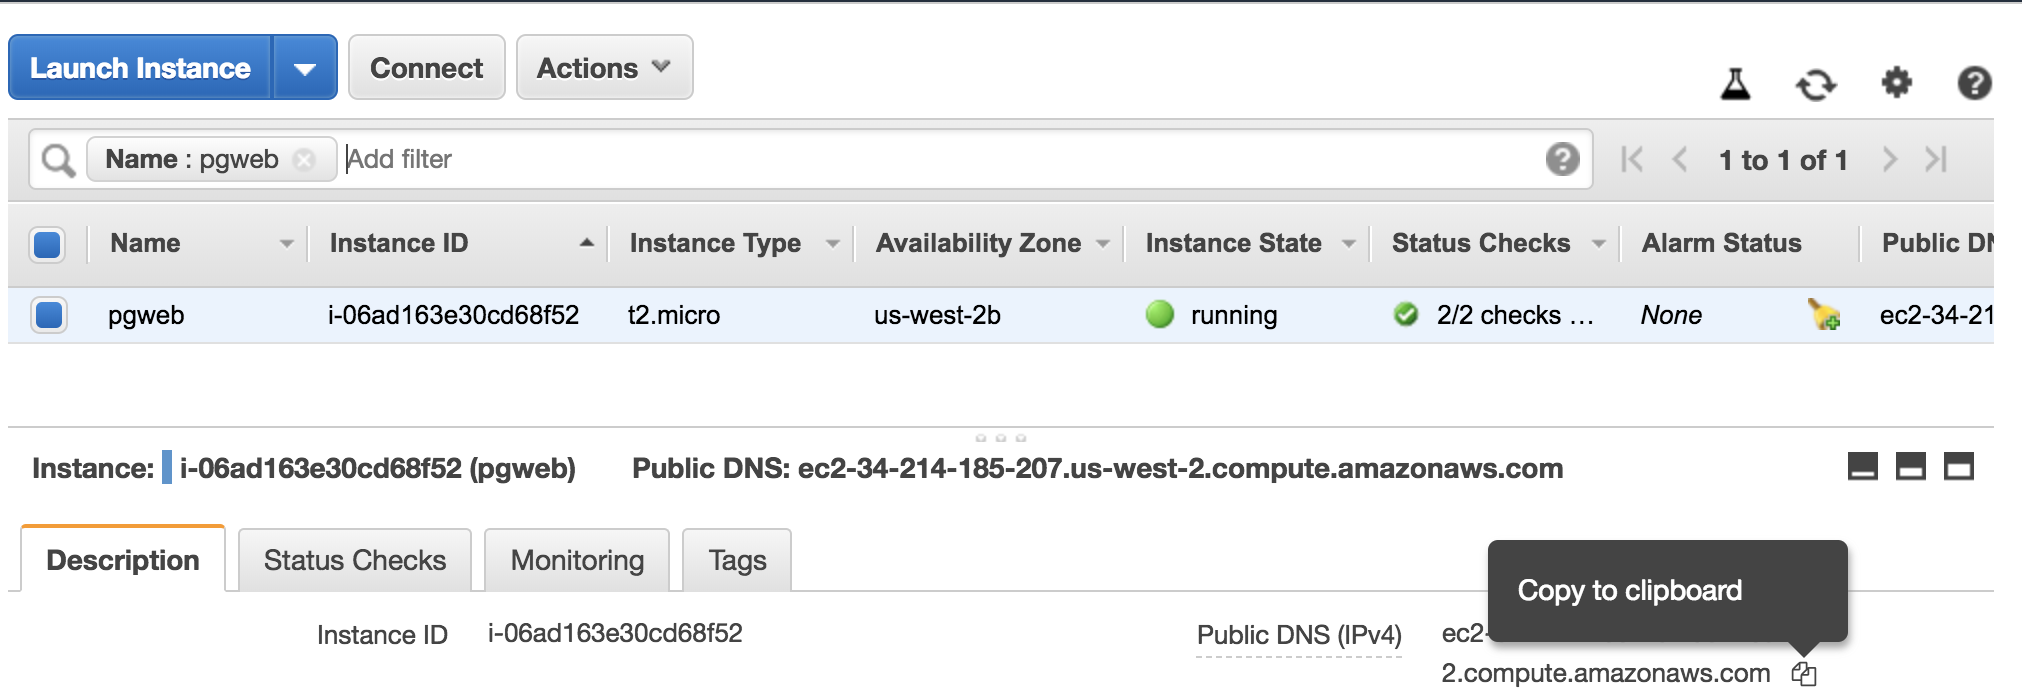 Launch Instance Connect Actions
Name : pgweb Add filter 1 to 1 of 1
Name Instance ID Instance Type Availability Zone Instance State Status Checks Alarm Status Public DN
pgweb i-06ad163e30cd68f52 t2.micro us-west-2b running 2/2 checks ... None ec2-34-21
Instance: i-06ad163e30cd68f52 (pgweb) Public DNS: ec2-34-214-185-207.us-west-2.compute.amazonaws.com
Description Status Checks Monitoring Tags
Copy to clipboard
Instance ID i-06ad163e30cd68f52 Public DNS (IPv4) ec2-
2.compute.amazonaws.com